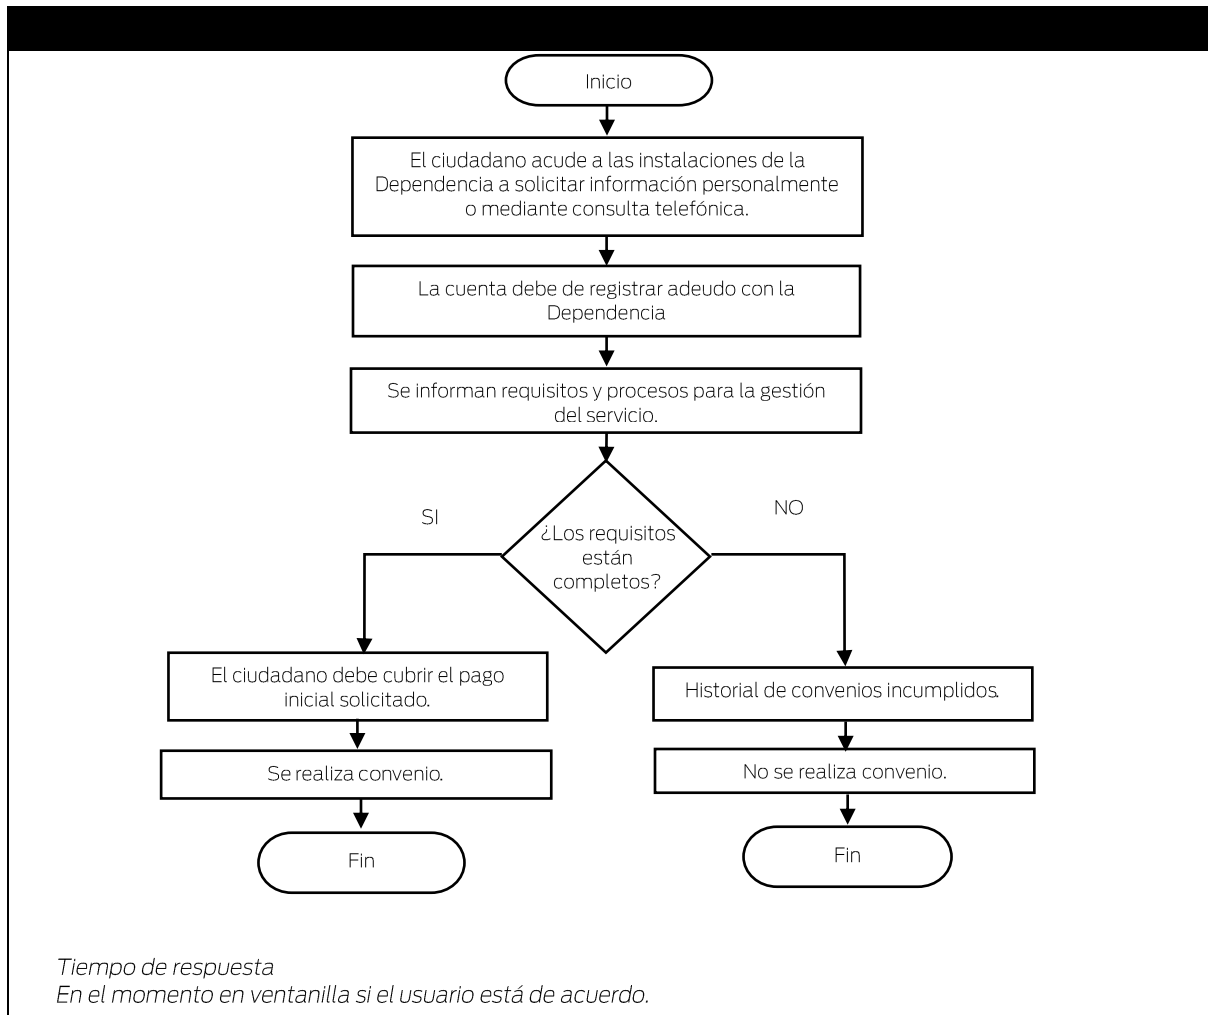 Inicio
El ciudadano acude a las instalaciones de la
Dependencia a solicitar información personalmente
o mediante consulta telefónica.
La cuenta debe de registrar adeudo con la
Dependencia
Se informan requisitos y procesos para la gestión
del servicio.
SI
NO
¿Los requisitos
están
completos?
El ciudadano debe cubrir el pago
inicial solicitado.
Se realiza convenio.
Fin
Historial de convenios incumplidos.
No se realiza convenio.
Fin
Tiempo de respuesta
En el momento en ventanilla si el usuario está de acuerdo.